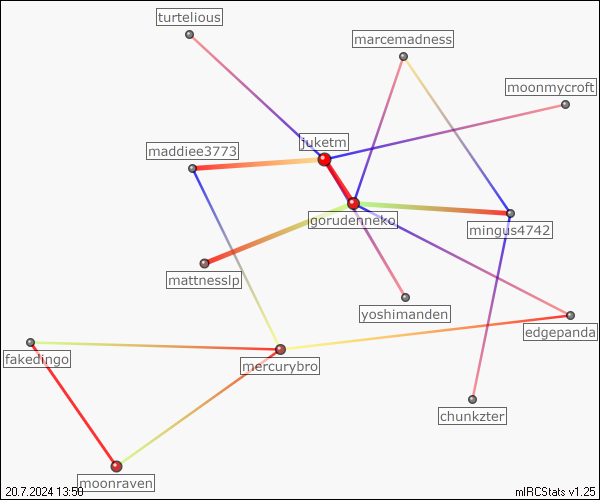 turtelious
marcemadness
moonmycroft
juketm
maddiee3773
gorudenneko
mingus4742
mattnesslp
yoshimanden
edgepanda
fakedingo
mercurybro
chunkzter
moonraven
20.7.2024 13:50
mIRCStats v1.25